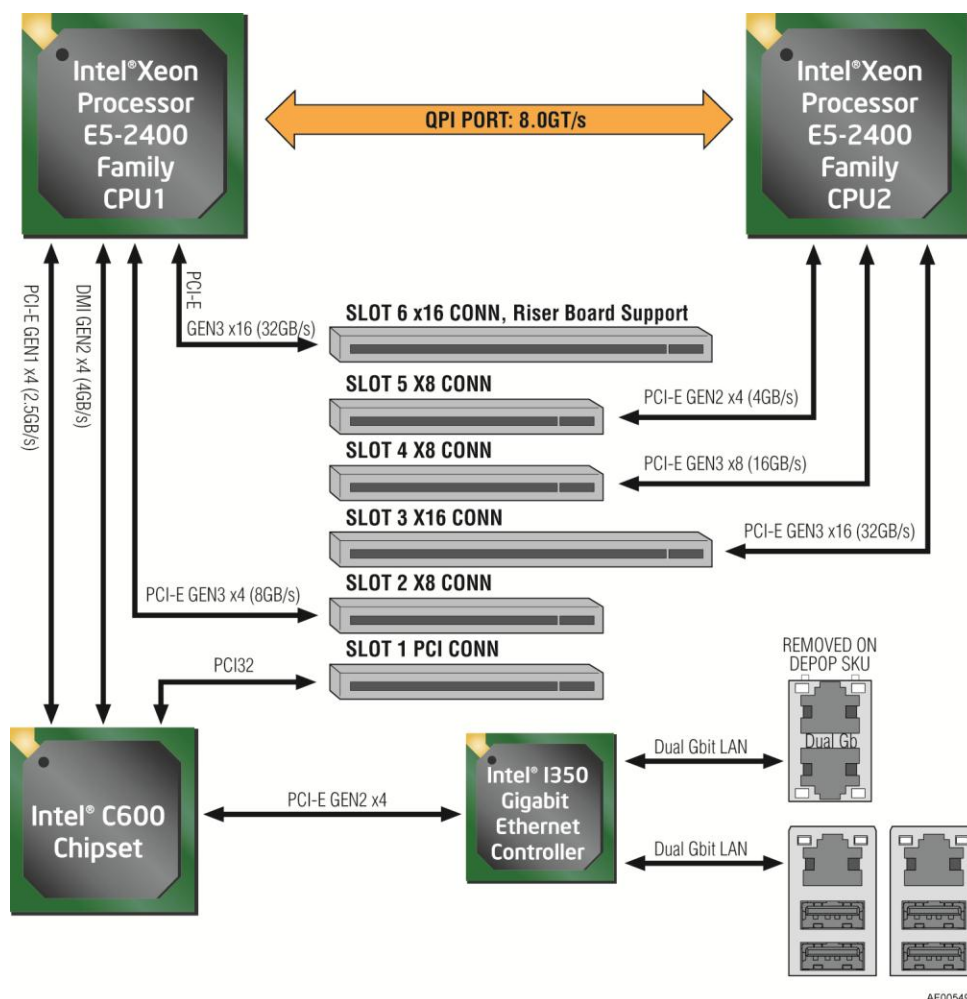 Intel®Xeon
Processor
E5-2400
Family
CPU1
QPI PORT: 8.0GT/s
Intel®Xeon
Processor
E5-2400
Family
CPU2
PCI-E GEN1 x4 (2.5GB/s)
DMI GEN2 x4 (4GB/s)
PCI-E
GEN3 x16 (32GB/s)
SLOT 6 x16 CONN, Riser Board Support
SLOT 5 X8 CONN
PCI-E GEN2 x4 (4GB/s)
SLOT 4 X8 CONN
PCI-E GEN3 x8 (16GB/s)
SLOT 3 X16 CONN
PCI-E GEN3 x16 (32GB/s)
SLOT 2 X8 CONN
PCI-E GEN3 x4 (8GB/s)
SLOT 1 PCI CONN
PCI32
REMOVED ON
DEPOP SKU
Dual Gb
Dual Gbit LAN
Intel® C600
Chipset
PCI-E GEN2 x4
Intel® I350
Gigabit
Ethernet
Controller
Dual Gbit LAN